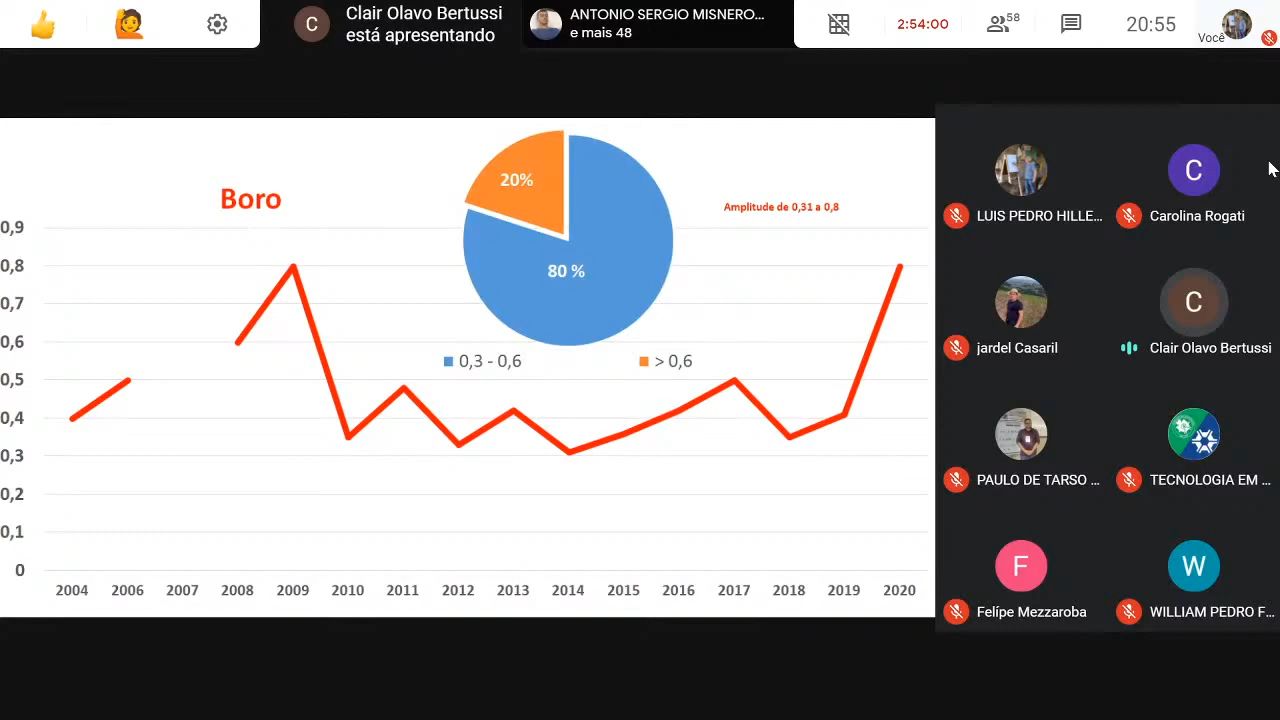 Clair Olavo Bertussi
está apresentando
ANTONIO SERGIO MISNERO...
e mais 48
2:54:00
58
20:55
Você
Boro
Amplitude de 0,31 a 0,8
20%
80 %
0,3 - 0,6
> 0,6
0,9
0,8
0,7
0,6
0,5
0,4
0,3
0,2
0,1
0
2004 2006 2007 2008 2009 2010 2011 2012 2013 2014 2015 2016 2017 2018 2019 2020
C
LUIS PEDRO HILLE...
C
Carolina Rogati
jardel Casaril
C
Clair Olavo Bertussi
PAULO DE TARSO ...
TECNOLOGIA EM ...
F
Felípe Mezzaroba
W
WILLIAM PEDRO F...